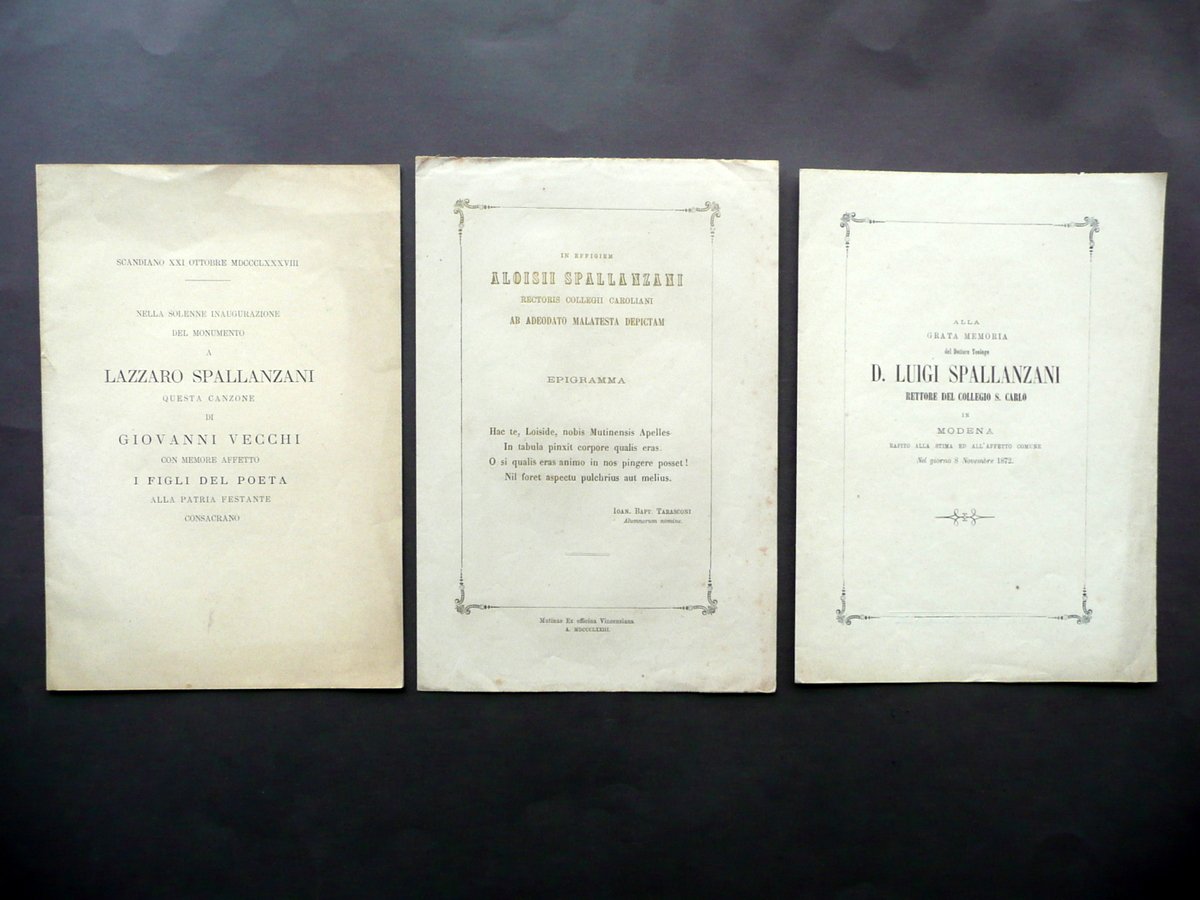 SCANDIANO XXI OTTOBRE MDCCCLXXXVIII
NELLA SOLENNE INAUGURAZIONE
DEL MONUMENTO
A
LAZZARO SPALLANZANI
QUESTA CANZONE
DI
GIOVANNI VECCHI
CON MEMORE AFFETTO
I FIGLI DEL POETA
ALLA PATRIA FESTANTE
CONSACRANO
IN EFFIGIEM
ALOISII SPALLANZANI
RECTORIS COLLEGII CAROLIANI
AB ADEODATO MALATESTA DEPICTAM
EPIGRAMMA
Hac te, Loiside, nobis Mutinensis Apelles
In tabula pinxit corpore qualis eras.
O si qualis eras animo in nos pingere posset!
Nil foret aspectu pulchrius aut melius.
IOAN. BAPT. TARASCONI
Alumnorum nomine.
Mutinae Ex officina Vincenziana
A. MDCCCLXXIII.
ALLA
GRATA MEMORIA
del Dottore Teologo
D. LUIGI SPALLANZANI
RETTORE DEL COLLEGIO S. CARLO
IN
MODENA
RAPITO ALLA STIMA ED ALL'AFFETTO COMUNE
Nel giorno 8 Novembre 1872.